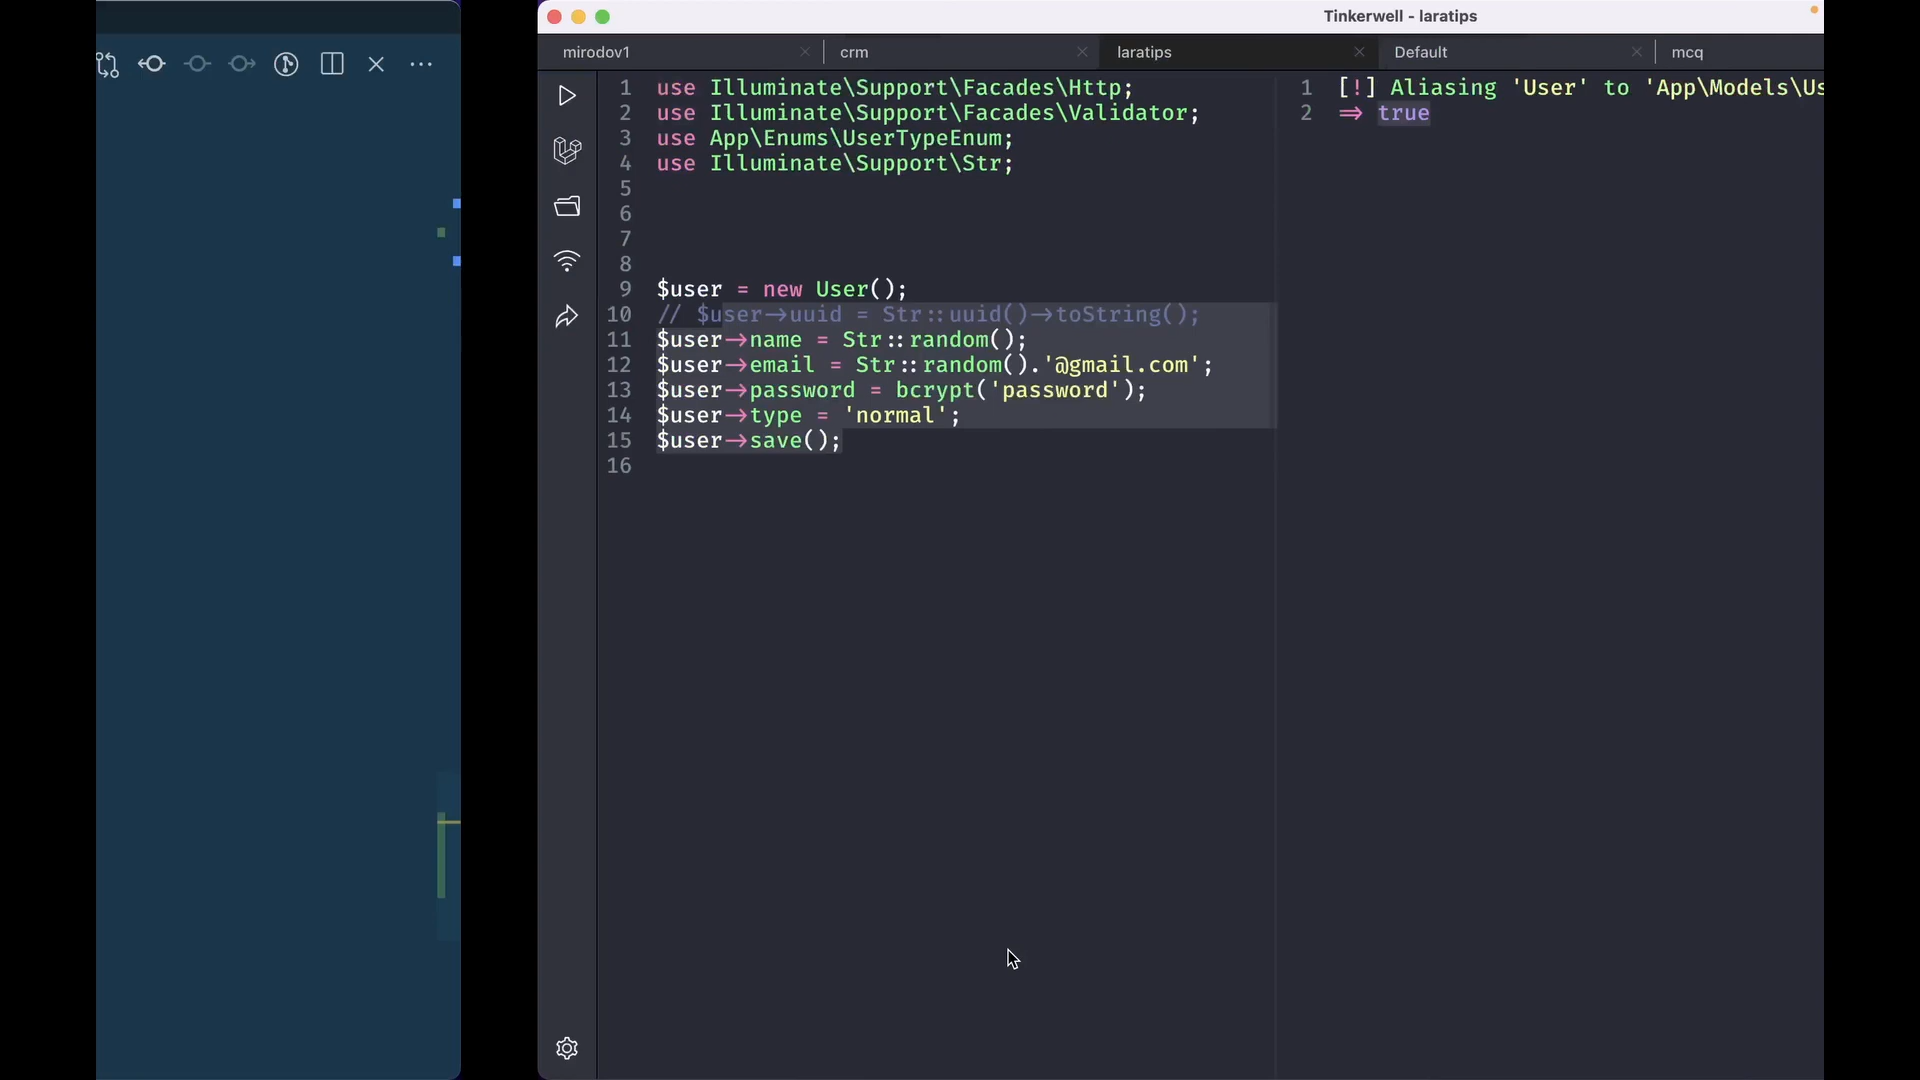 Tinkerwell - laratips
mirodov1
crm
laratips
Default
mcq
1 use Illuminate\Support\Facades\Http;
2 use Illuminate\Support\Facades\Validator;
3 use App\Enums\UserTypeEnum;
4 use Illuminate\Support\Str;
5
6
7
8
9 $user = new User();
10 // $user->uuid = Str::uuid()->toString();
11 $user->name = Str::random();
12 $user->email = Str::random().'@gmail.com';
13 $user->password = bcrypt('password');
14 $user->type = 'normal';
15 $user->save();
16
1 [!] Aliasing 'User' to 'App\Models\Us
2 => true